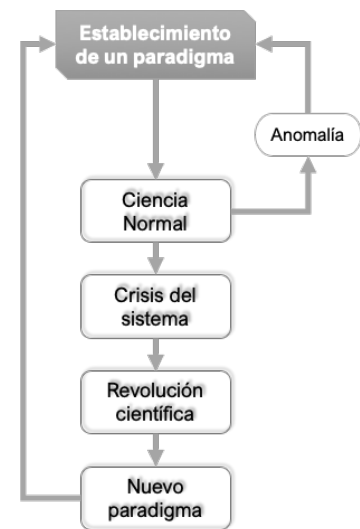 Establecimiento
de un paradigma
Anomalía
Ciencia
Normal
Crisis del
sistema
Revolución
científica
Nuevo
paradigma